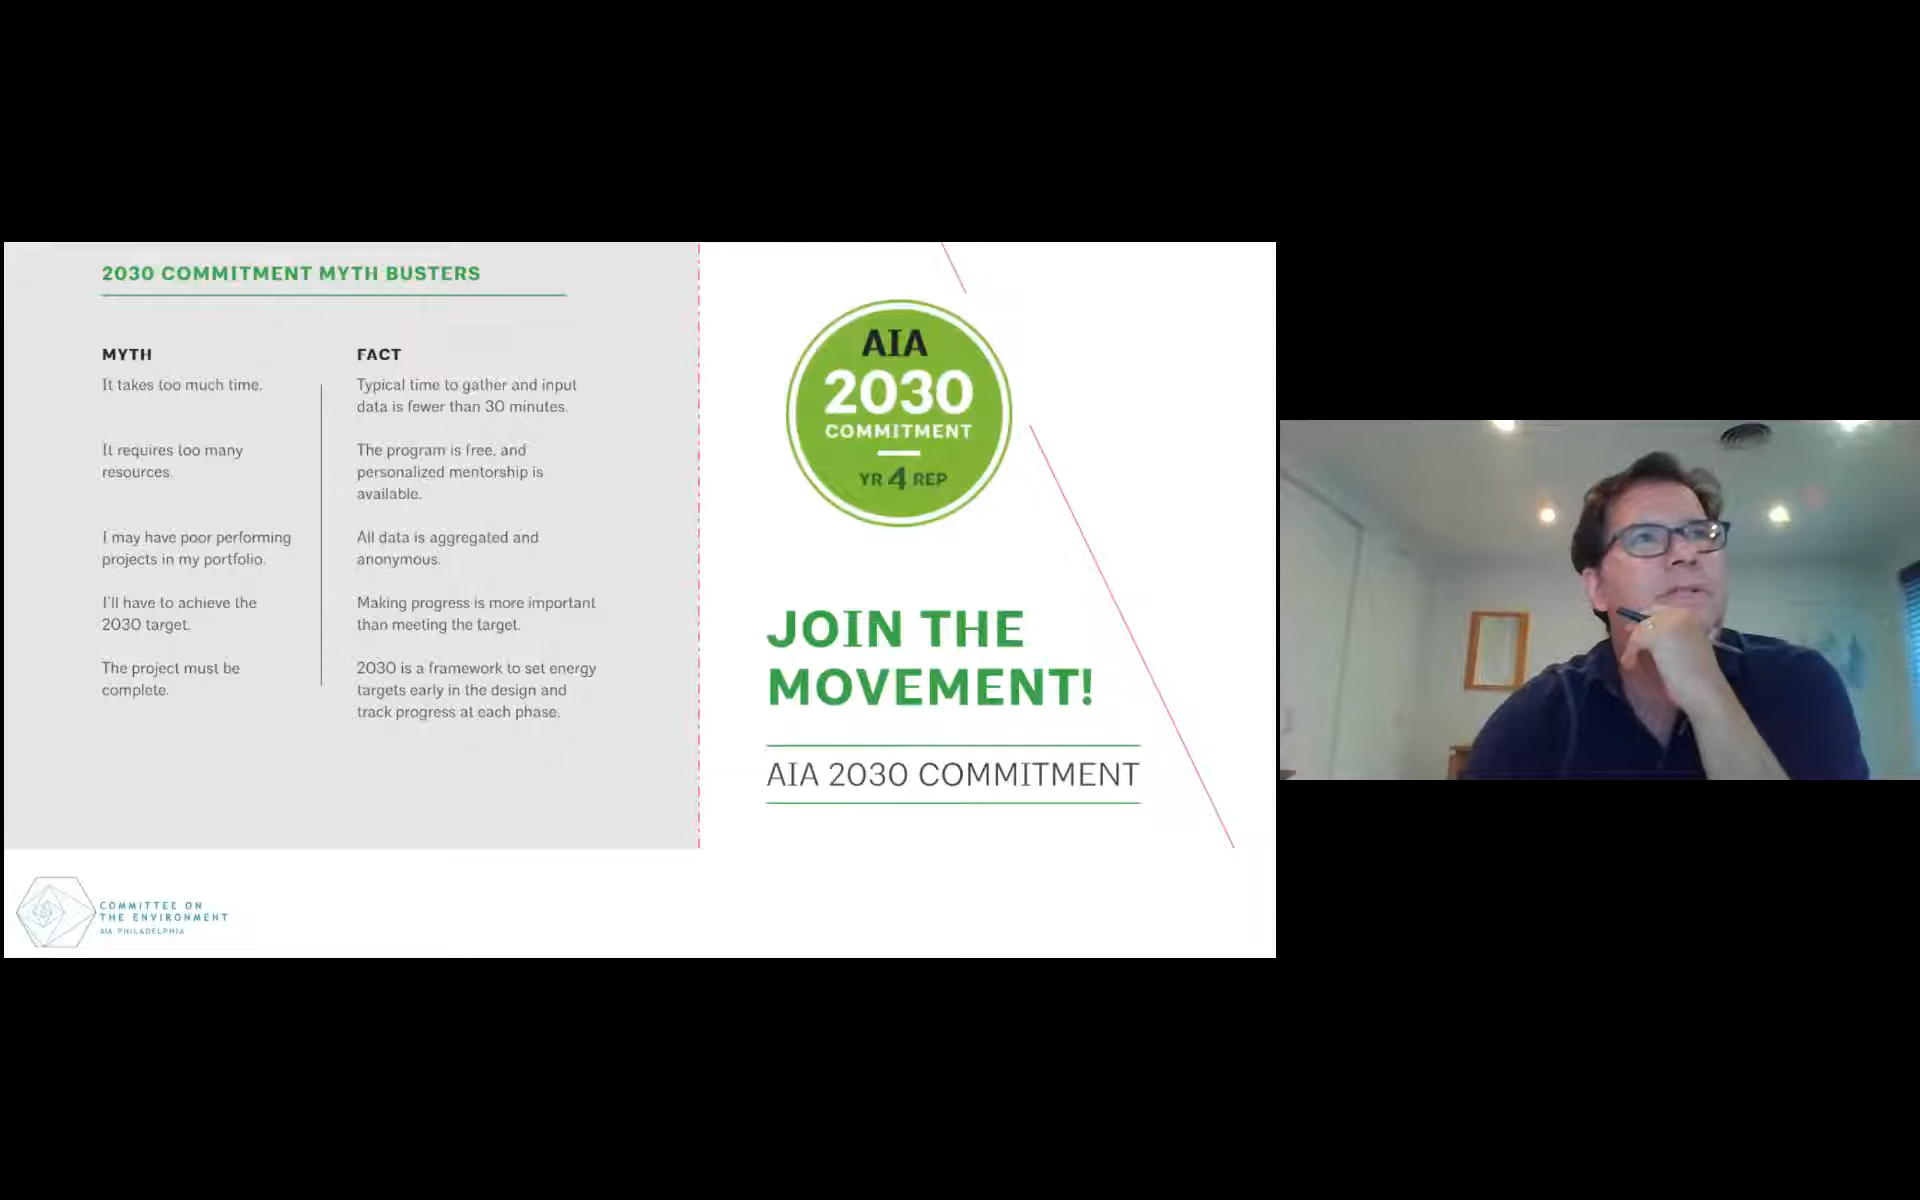 2030 COMMITMENT MYTH BUSTERS
MYTH
It takes too much time.
It requires too many
resources.
I may have poor performing
projects in my portfolio.
I'll have to achieve the
2030 target.
The project must be
complete.
FACT
Typical time to gather and input
data is fewer than 30 minutes.
The program is free, and
personalized mentorship is
available.
All data is aggregated and
anonymous.
Making progress is more important
than meeting the target.
2030 is a framework to set energy
targets early in the design and
track progress at each phase.
AIA
2030
COMMITMENT
YR 4 REP
JOIN THE
MOVEMENT!
AIA 2030 COMMITMENT
COMMITTEE ON
THE ENVIRONMENT
AIA PHILADELPHIA